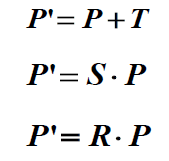 P'= P + T
P'= S · P
P'= R · P